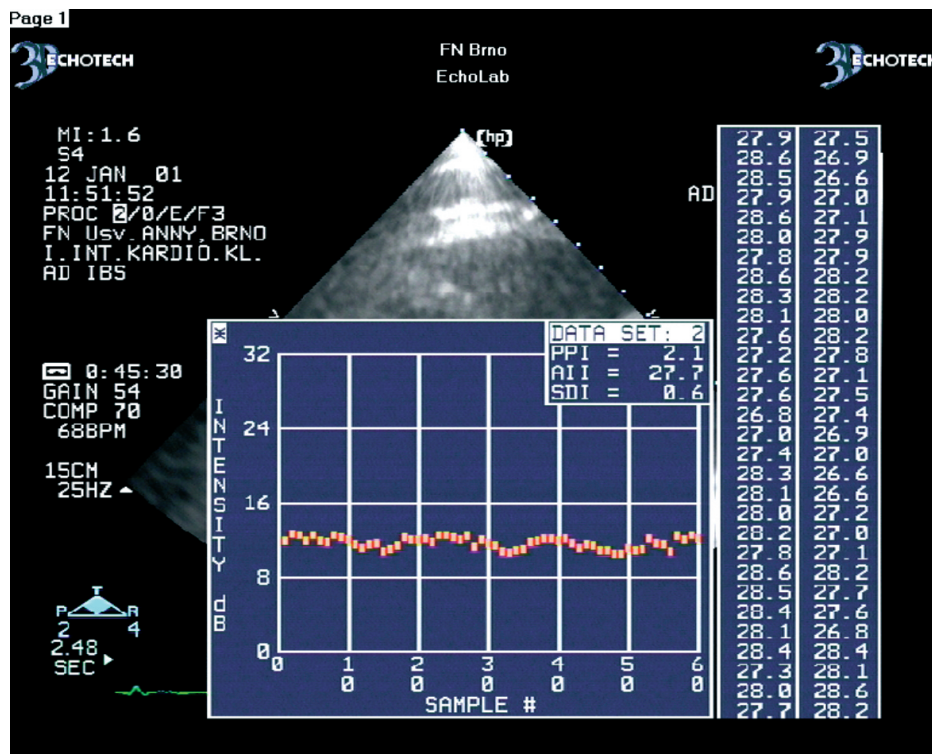 Page 1
3D ECHOTECH
FN Brno
EchoLab
3D ECHOTECH
MI:1.6
S4
12 JAN 01
11:51:52
PROC 2/0/E/F3
FN Usv.ANNY,BRNO
I.INT.KARDIO.KL.
AD IBS
[hp]
AD
0:45:30
GAIN 54
COMP 70
68BPM
15CM
25HZ
T
P R
2 4
2.48
SEC
DATA SET: 2
PPI = 2.1
AII = 27.7
SDI = 0.6
INTENSITY dB
32
24
16
8
0
0 10 20 30 40 50 60
SAMPLE #
27.9 27.5
28.6 26.9
28.5 26.6
27.9 27.0
28.6 27.1
28.0 27.9
27.8 27.9
28.6 28.2
28.3 28.2
28.1 28.0
27.6 28.2
27.2 27.8
27.6 27.1
27.6 27.5
26.8 27.4
27.0 26.9
27.4 27.0
28.3 26.6
28.1 26.6
28.0 27.2
28.2 27.0
27.8 27.1
28.6 28.2
28.5 27.7
28.4 27.6
28.1 26.8
28.4 28.4
27.3 28.1
28.0 28.6
27.7 28.2